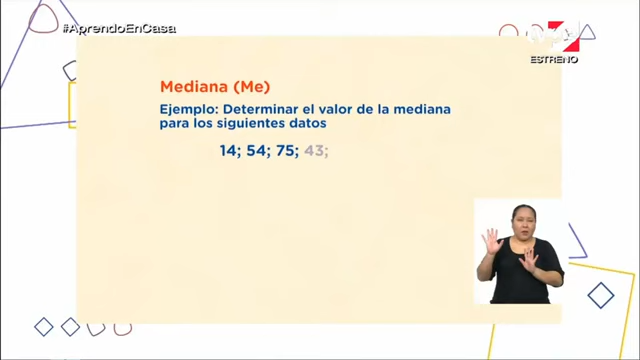 #AprendoEnCasa
ESTRENO
Mediana (Me)
Ejemplo: Determinar el valor de la mediana
para los siguientes datos
14; 54; 75; 43;